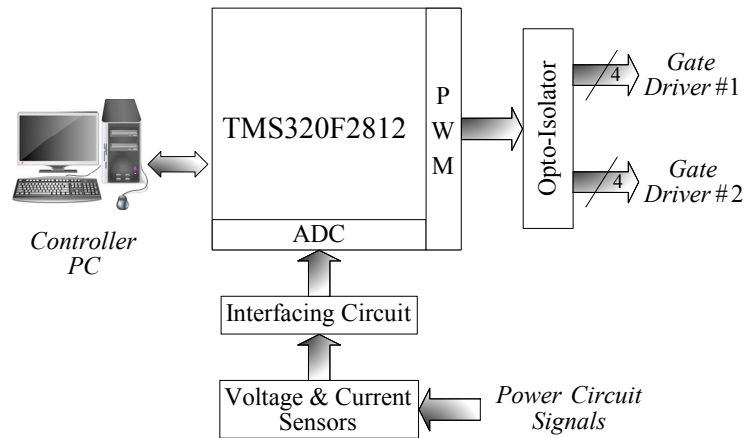 TMS320F2812
P
W
M
ADC
Opto-Isolator
4
Gate
Driver #1
4
Gate
Driver #2
Controller
PC
Interfacing Circuit
Voltage & Current
Sensors
Power Circuit
Signals